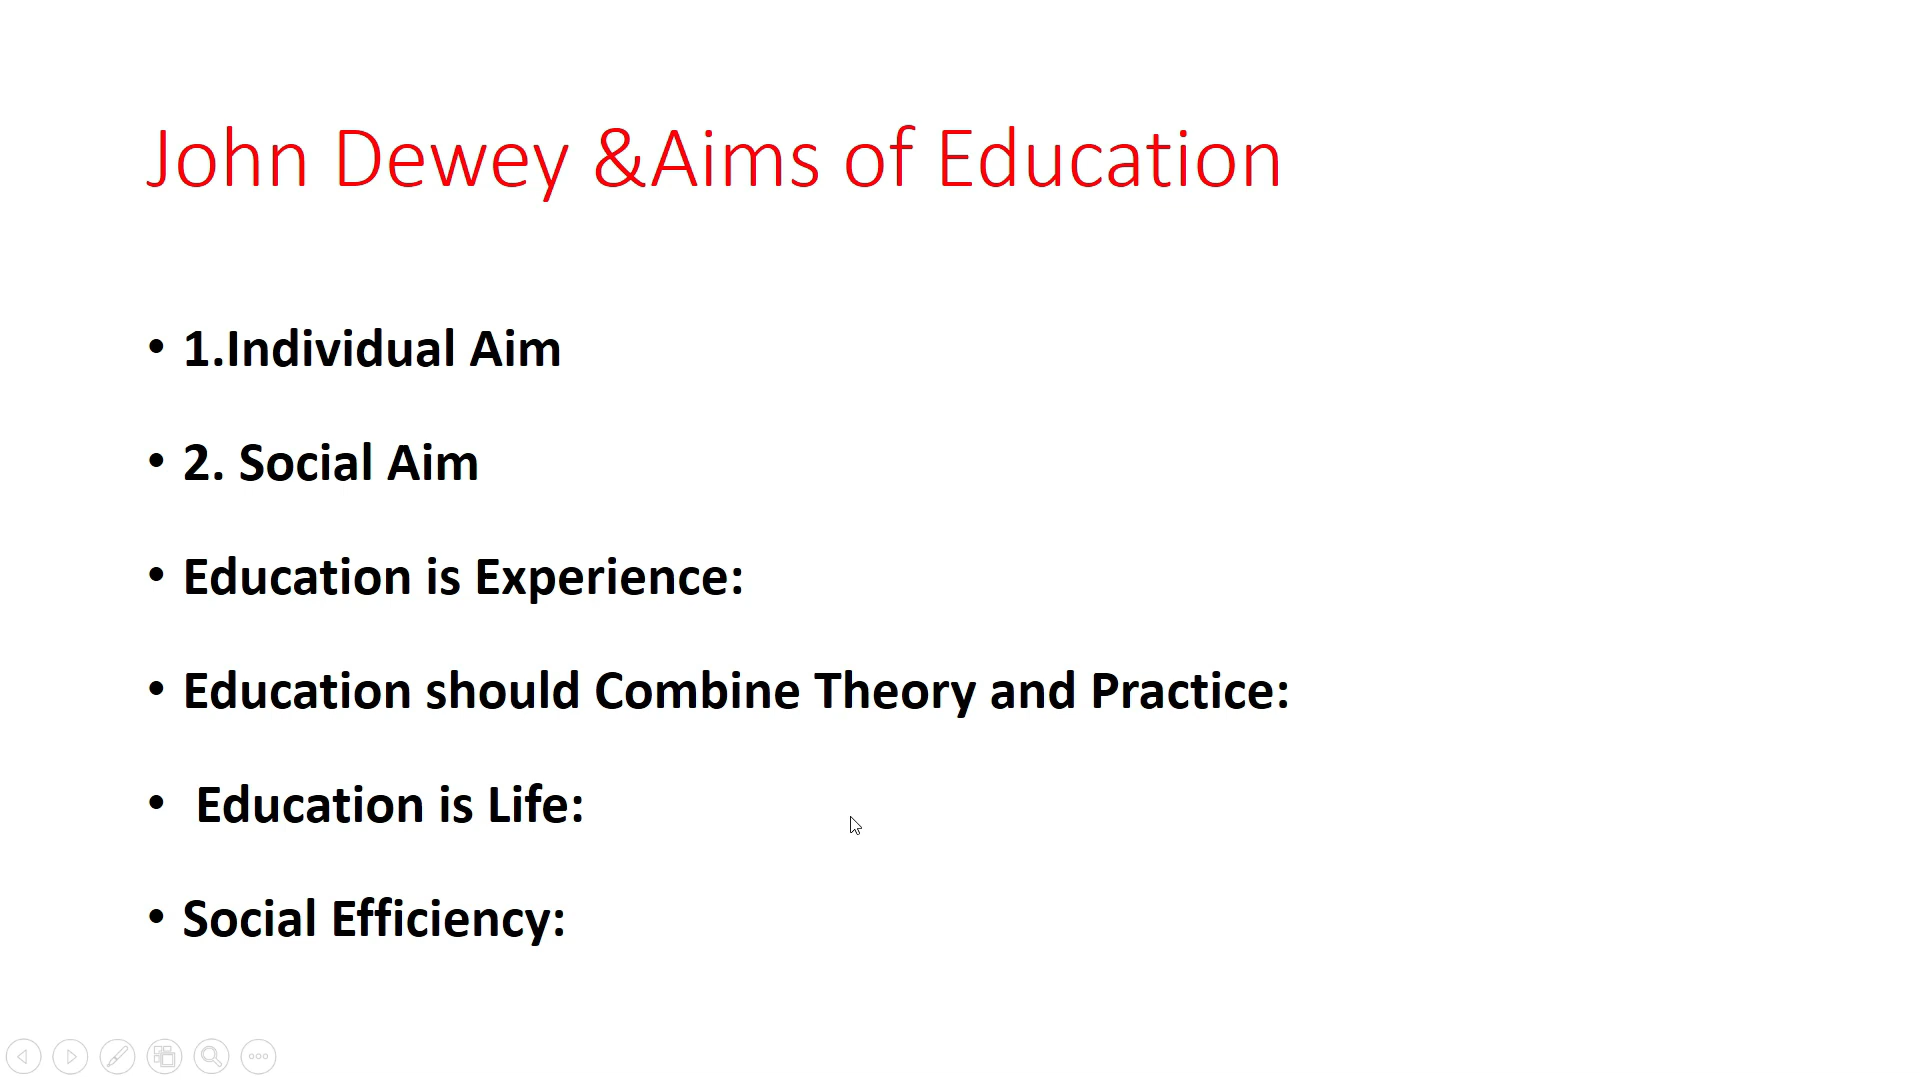 John Dewey &Aims of Education
• 1.Individual Aim
• 2. Social Aim
• Education is Experience:
• Education should Combine Theory and Practice:
• Education is Life:
• Social Efficiency: